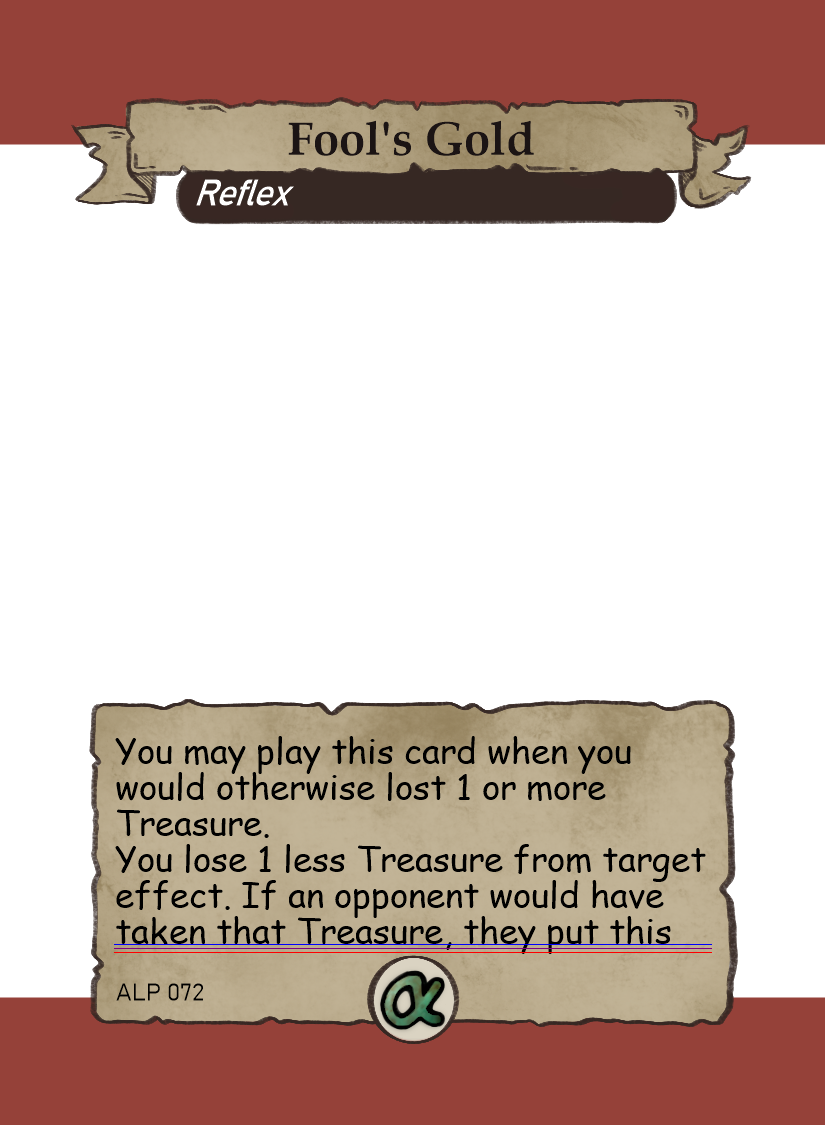 Fool's Gold
Reflex
You may play this card when you
would otherwise lost 1 or more
Treasure.
You lose 1 less Treasure from target
effect. If an opponent would have
taken that Treasure, they put this
ALP 072
α